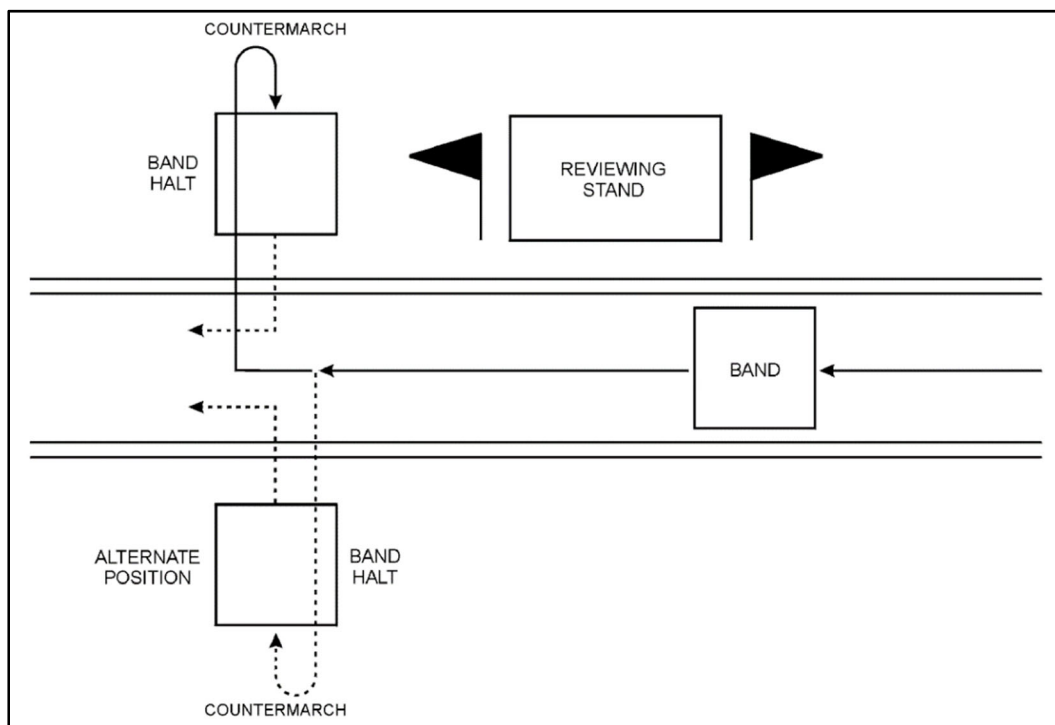 COUNTERMARCH
BAND
HALT
REVIEWING
STAND
BAND
ALTERNATE
POSITION
BAND
HALT
COUNTERMARCH